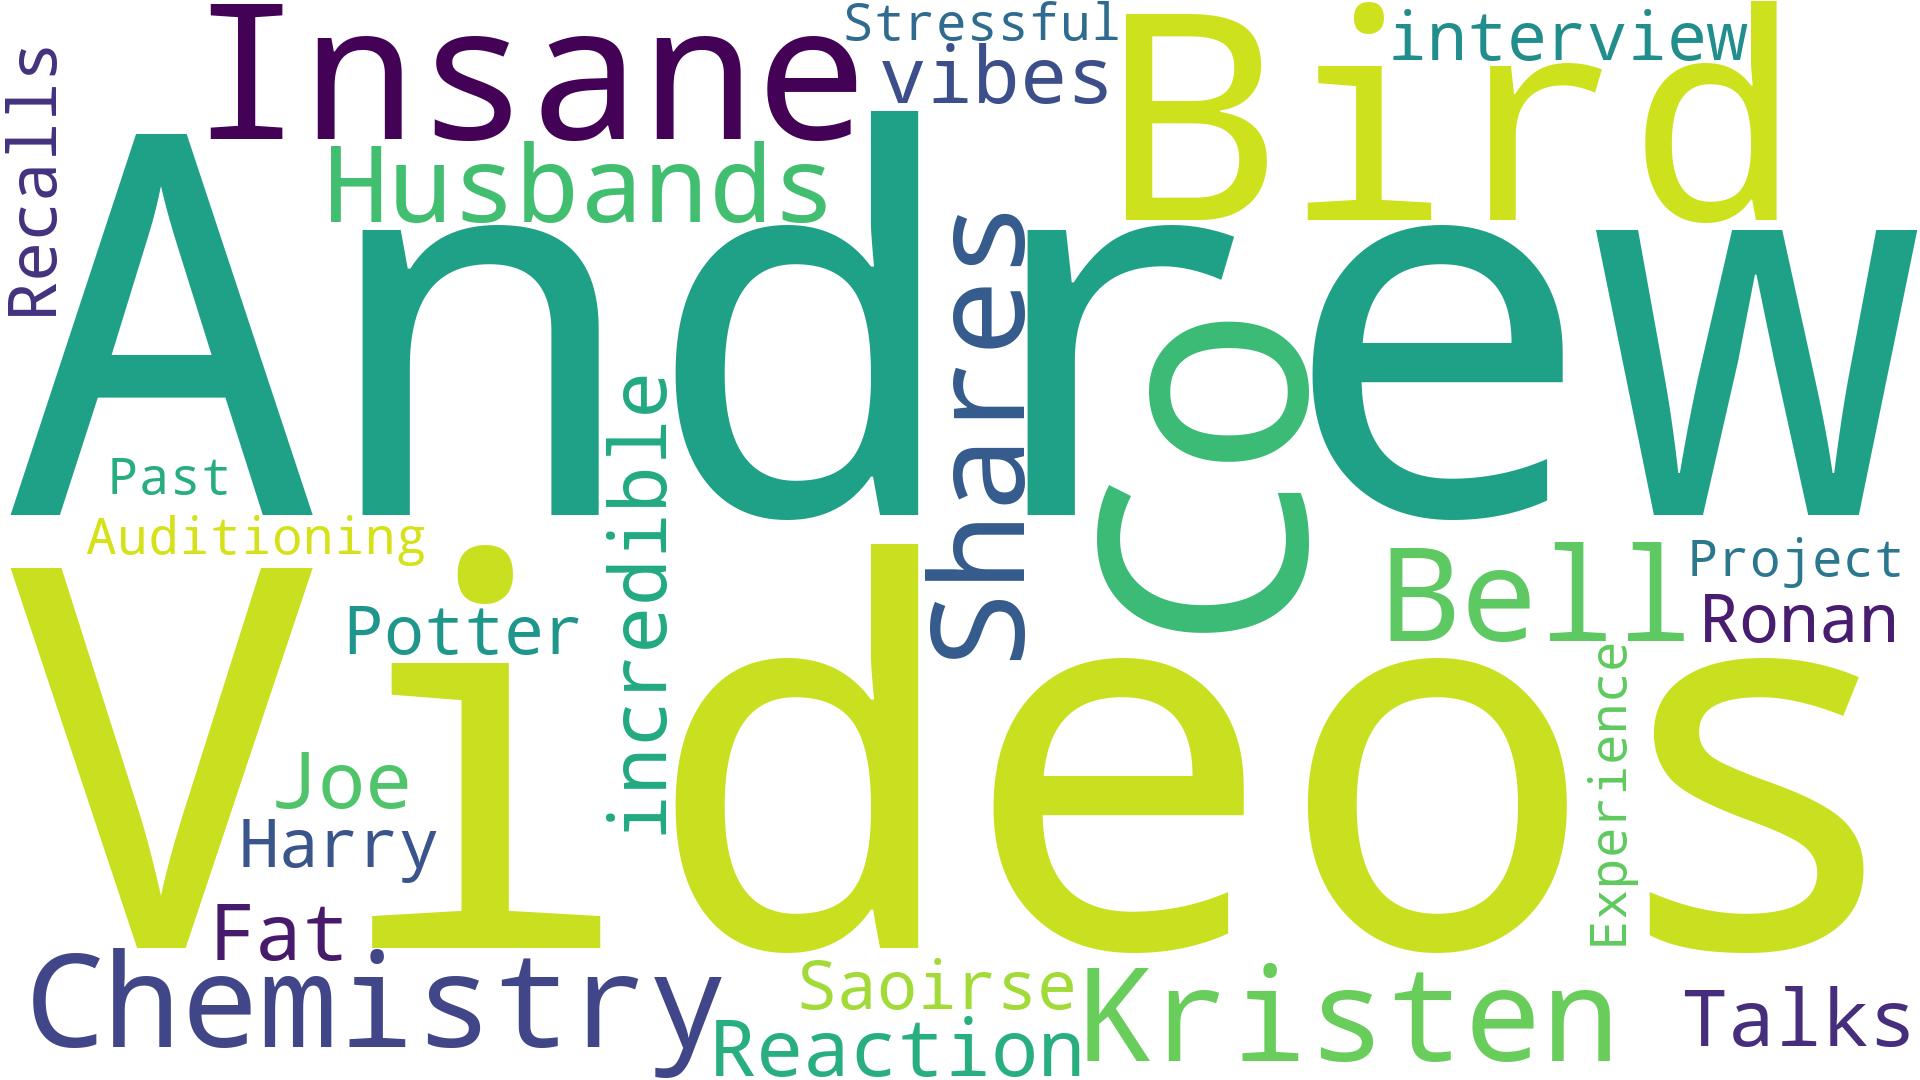 Insane
Stressful
vibes
Bird
interview
Recalls
Husbands
Andrew
Shares
Co
incredible
Past
Auditioning
Videos
Potter
Bell
Project
Ronan
Experience
Joe
Harry
Fat
Chemistry
Saoirse
Reaction
Kristen
Talks